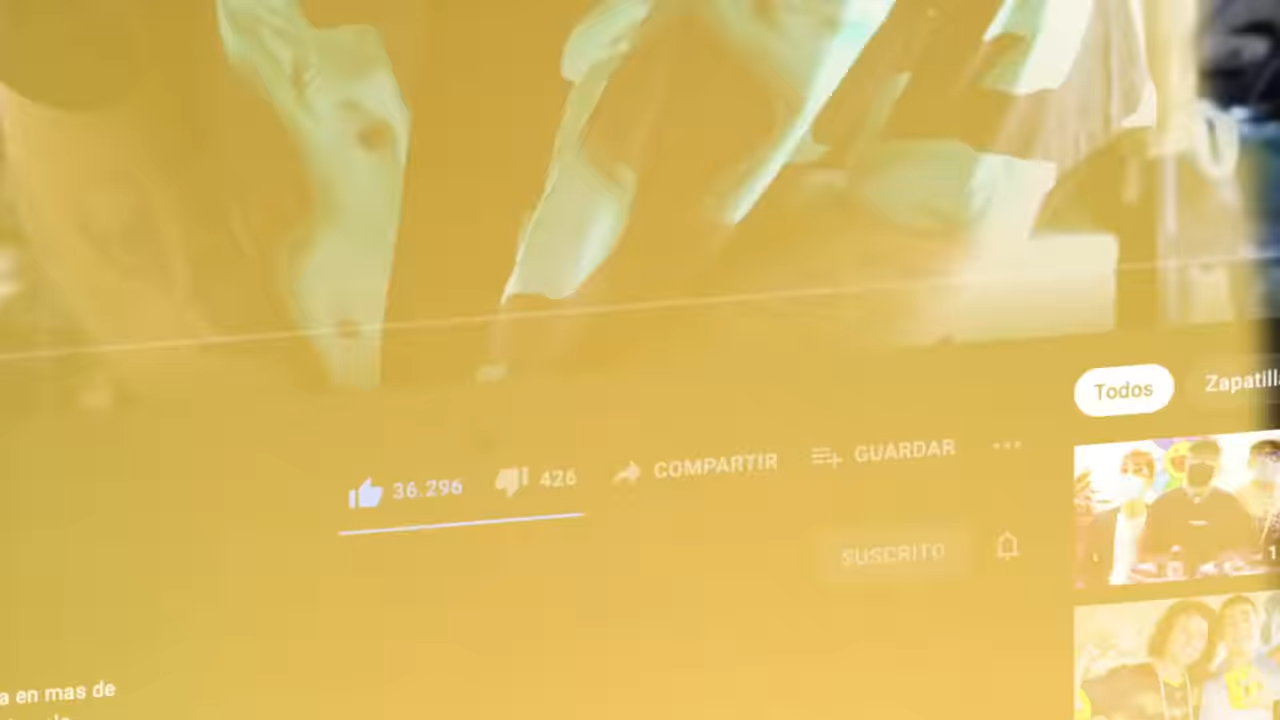 Todos Zapatill
36.296 426 COMPARTIR GUARDAR
SUSCRITO
a en mas de